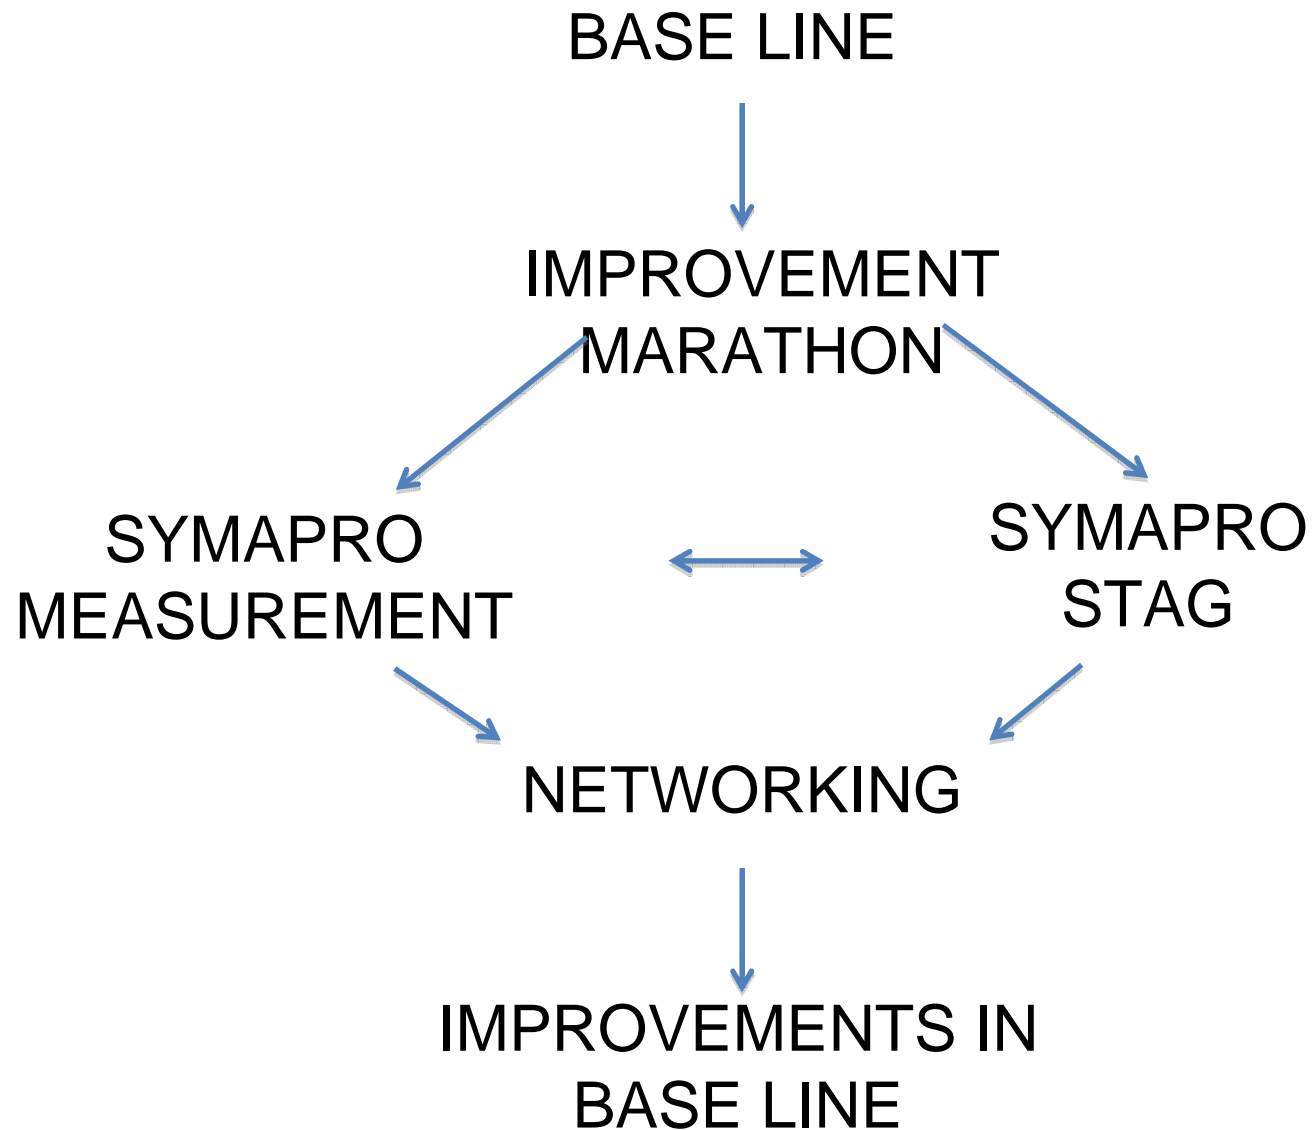 BASE LINE
IMPROVEMENT
MARATHON
SYMAPRO
MEASUREMENT
SYMAPRO
STAG
NETWORKING
IMPROVEMENTS IN
BASE LINE